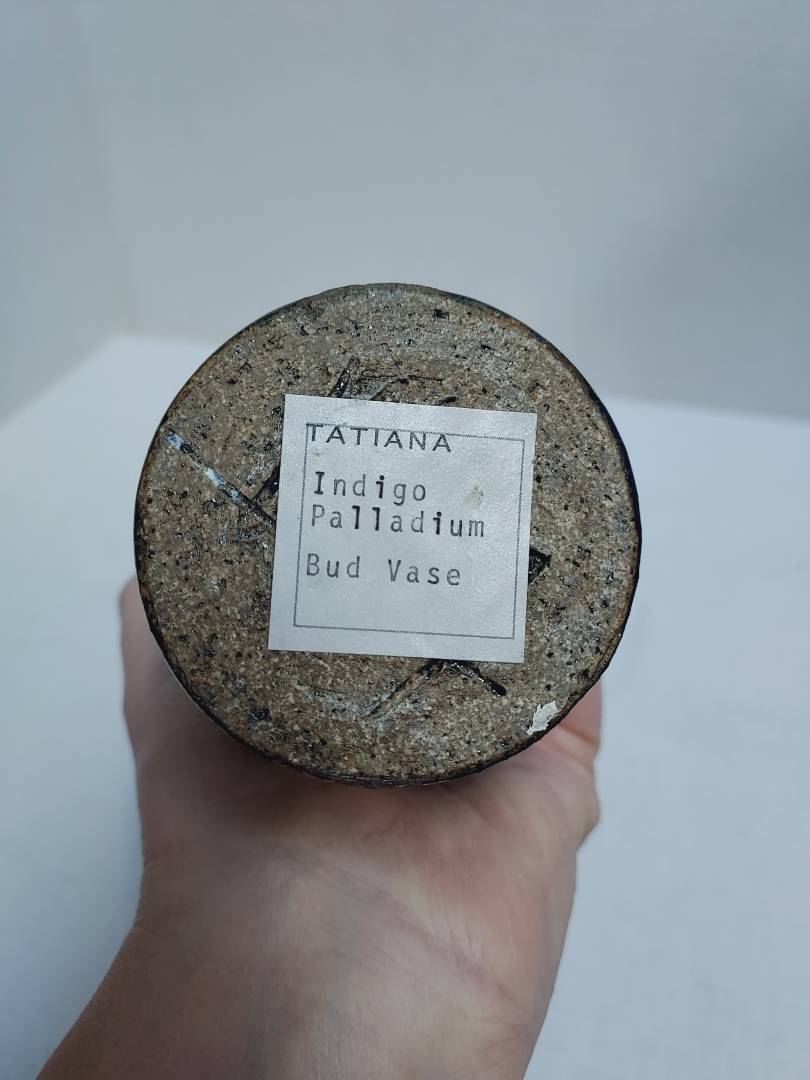 TATIANA
Indigo
Palladium
Bud Vase